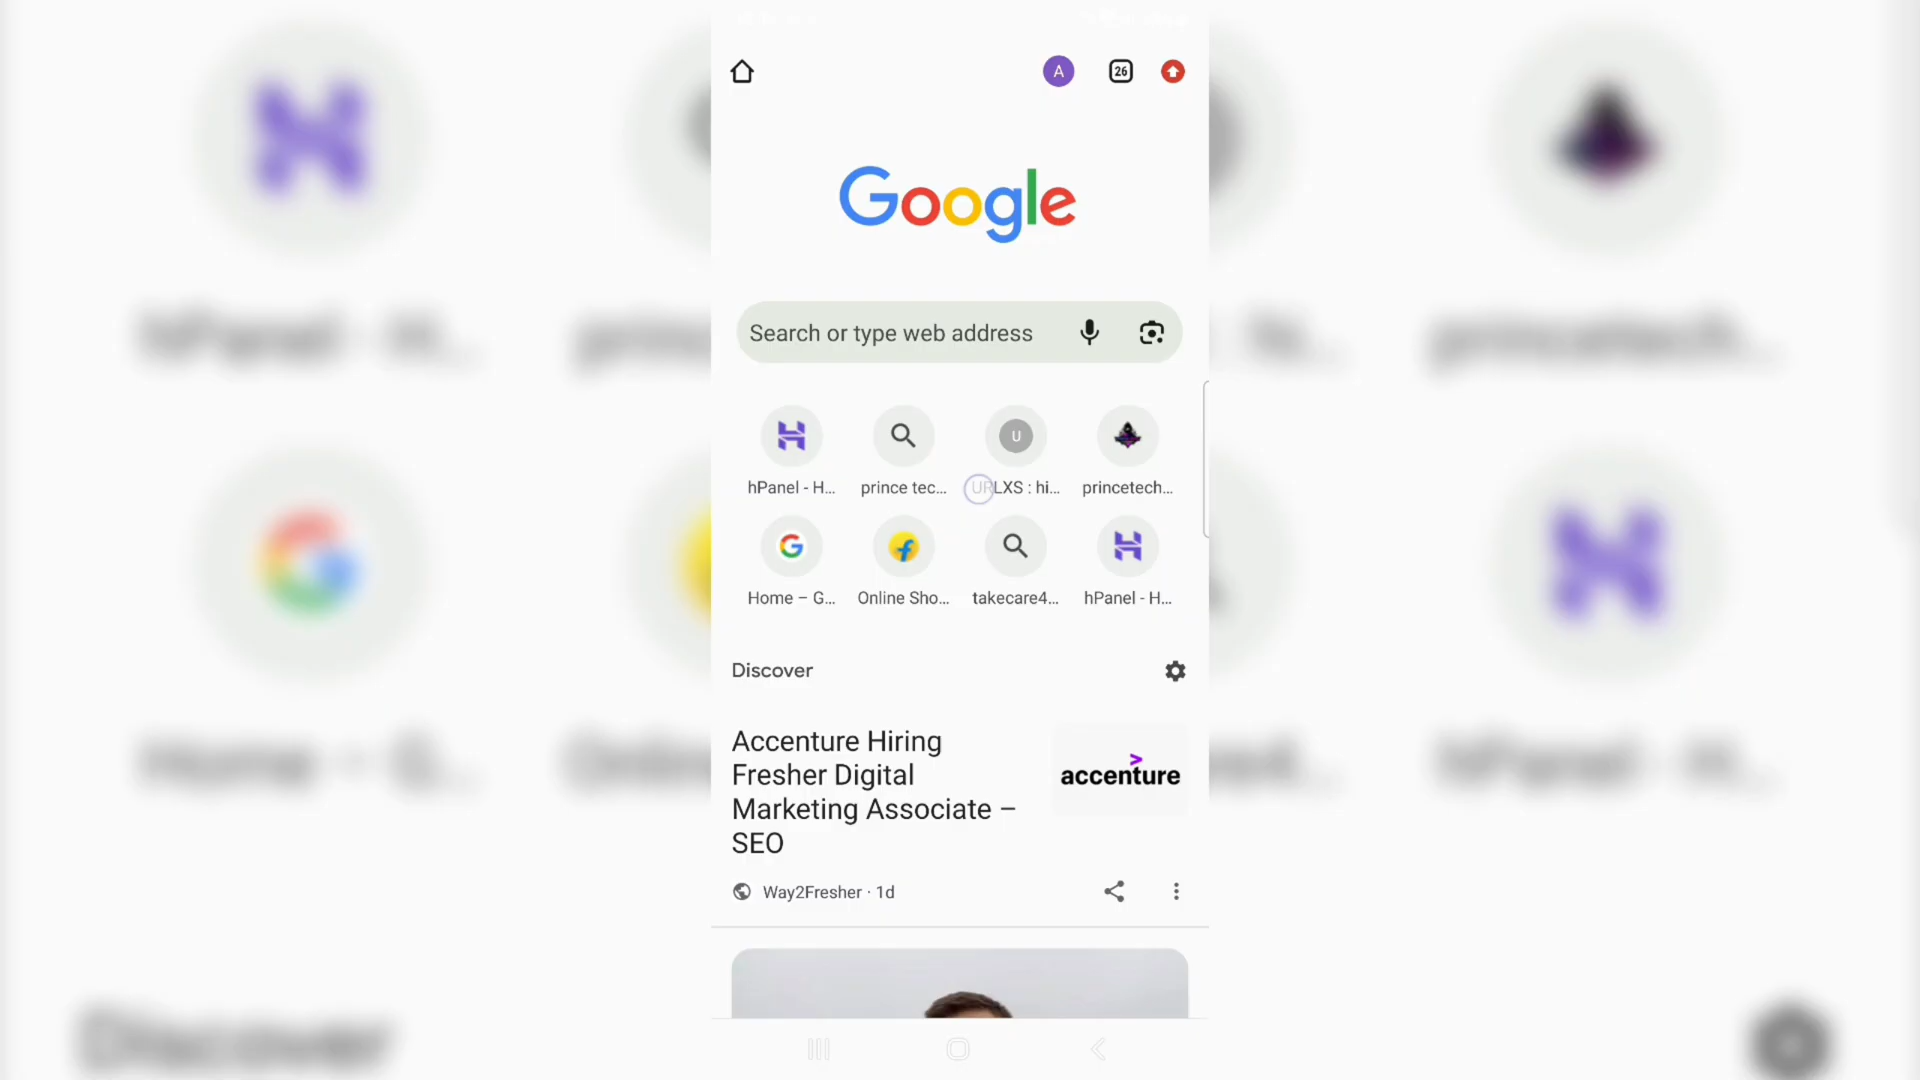 A
26
Google
Search or type web address
U
hPanel - H...
prince tec...
URLXS : hi...
princetech...
Home – G...
Online Sho...
takecare4...
hPanel - H...
Discover
Accenture Hiring
Fresher Digital
Marketing Associate –
SEO
accenture
Way2Fresher · 1d